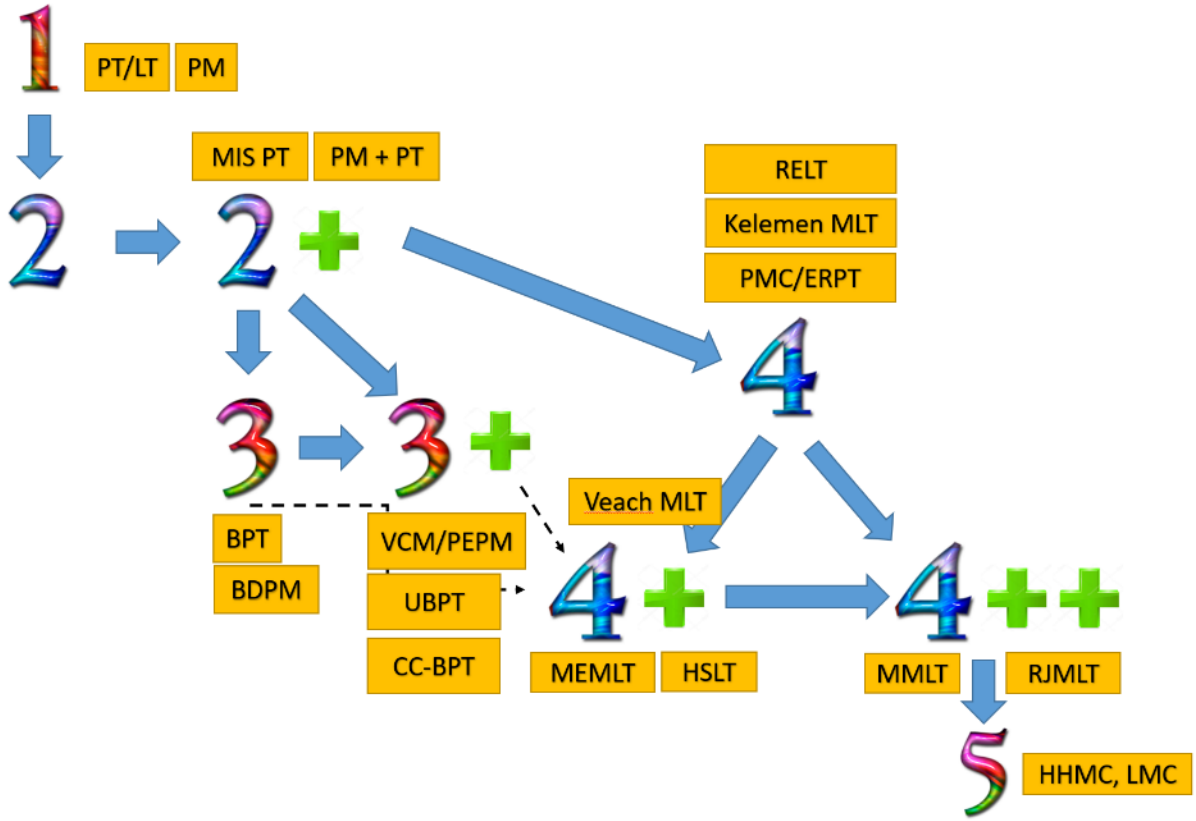 1
PT/LT
PM
MIS PT
PM + PT
2
2
RELT
Kelemen MLT
PMC/ERPT
4
3
3
BPT
BDPM
VCM/PEPM
UBPT
CC-BPT
Veach MLT
4
MEMLT
HSLT
4
MMLT
RJMLT
5
HHMC, LMC